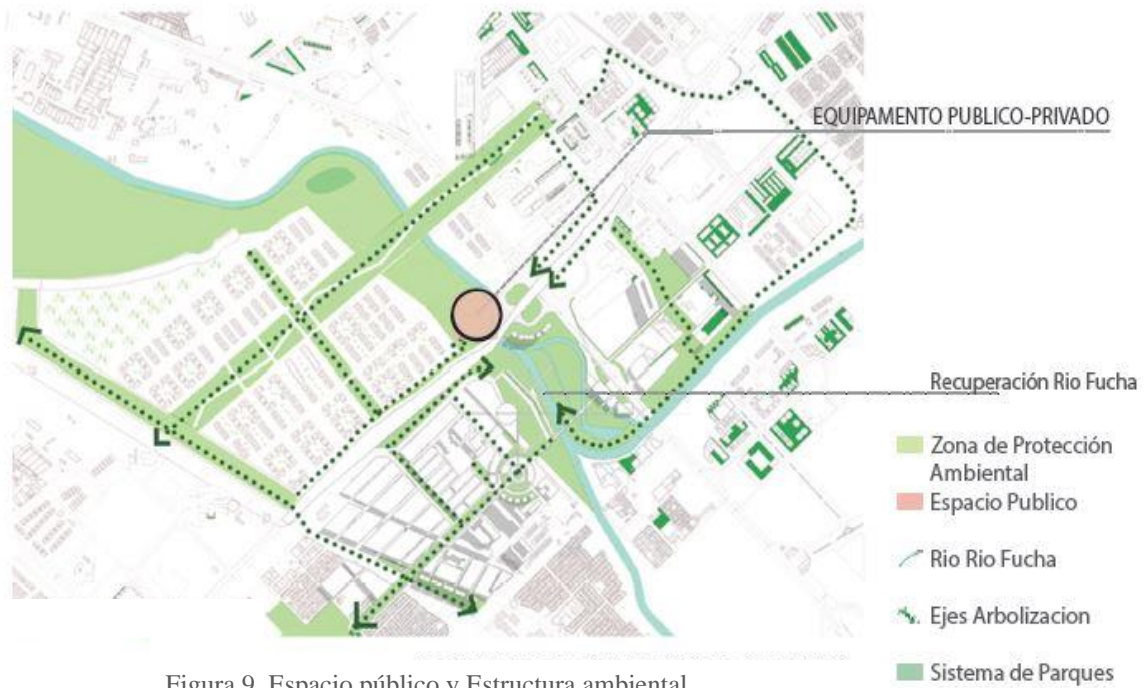 EQUIPAMENTO PUBLICO-PRIVADO
Recuperación Rio Fucha
Zona de Protección
Ambiental
Espacio Publico
Rio Rio Fucha
Ejes Arbolizacion
Sistema de Parques
Figura 9. Espacio público y Estructura ambiental